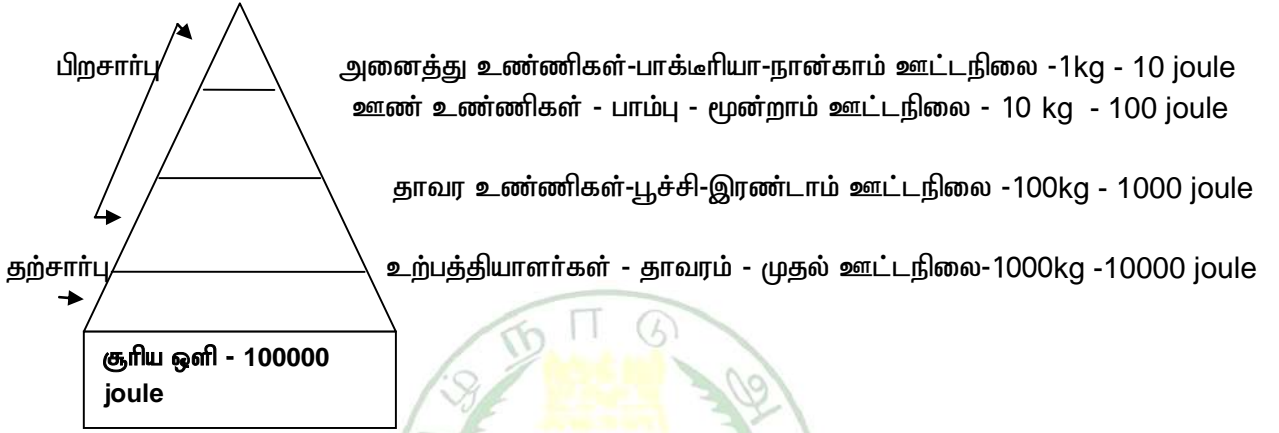 பிறசார்பு
அனைத்து உண்ணிகள்-பாக்டீரியா-நான்காம் ஊட்டநிலை -1kg - 10 joule
ஊண் உண்ணிகள் - பாம்பு - மூன்றாம் ஊட்டநிலை - 10 kg - 100 joule
தாவர உண்ணிகள்-பூச்சி-இரண்டாம் ஊட்டநிலை -100kg - 1000 joule
தற்சார்பு
உற்பத்தியாளர்கள் - தாவரம் - முதல் ஊட்டநிலை-1000kg -10000 joule
சூரிய ஒளி - 100000
joule